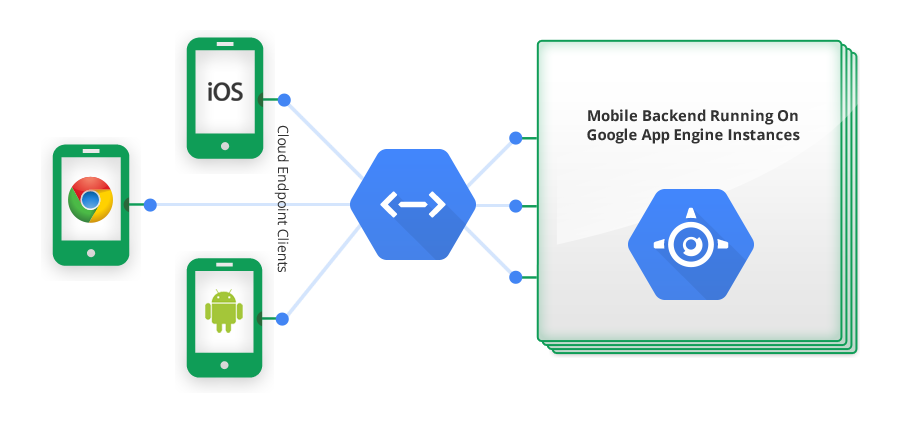 iOS
Cloud Endpoint Clients
Mobile Backend Running On
Google App Engine Instances